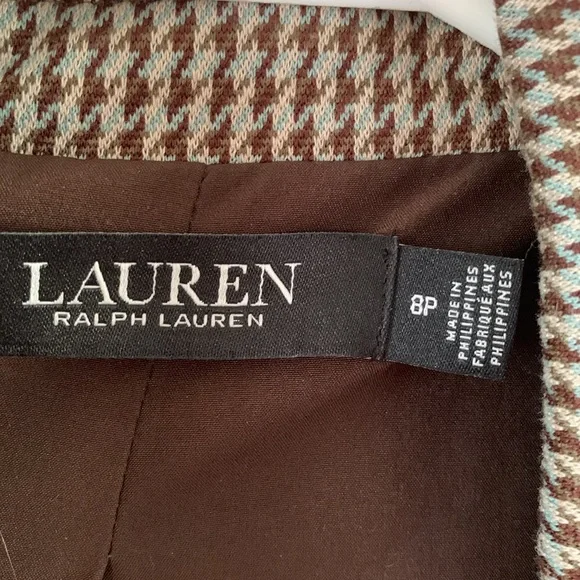 LAUREN
RALPH LAUREN
8P
MADE IN
PHILIPPINES
FABRIQUÉ AUX
PHILIPPINES